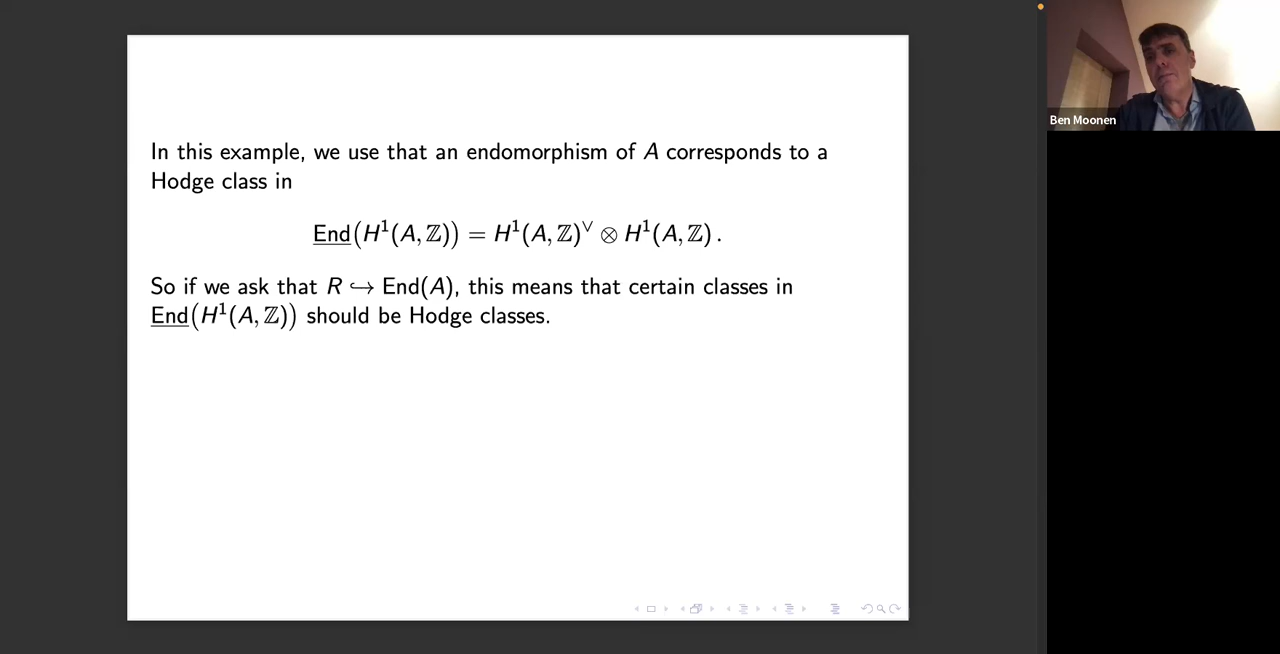 In this example, we use that an endomorphism of A corresponds to a
Hodge class in
End(H¹(A, ℤ)) = H¹(A, ℤ)^∨ ⊗ H¹(A, ℤ) .
So if we ask that R ↪ End(A), this means that certain classes in
End(H¹(A, ℤ)) should be Hodge classes.
Ben Moonen